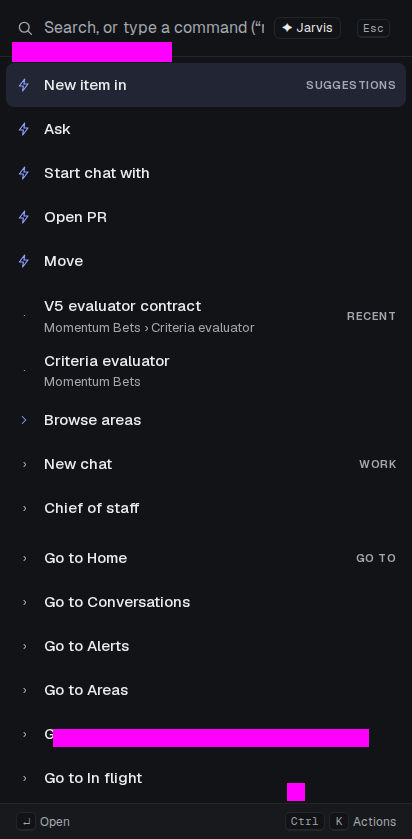 Search, or type a command ("r
✦ Jarvis
Esc
New item in
SUGGESTIONS
Ask
Start chat with
Open PR
Move
V5 evaluator contract
Momentum Bets › Criteria evaluator
RECENT
Criteria evaluator
Momentum Bets
Browse areas
New chat
WORK
Chief of staff
Go to Home
GO TO
Go to Conversations
Go to Alerts
Go to Areas
Go to In flight
↵ Open
Ctrl K Actions